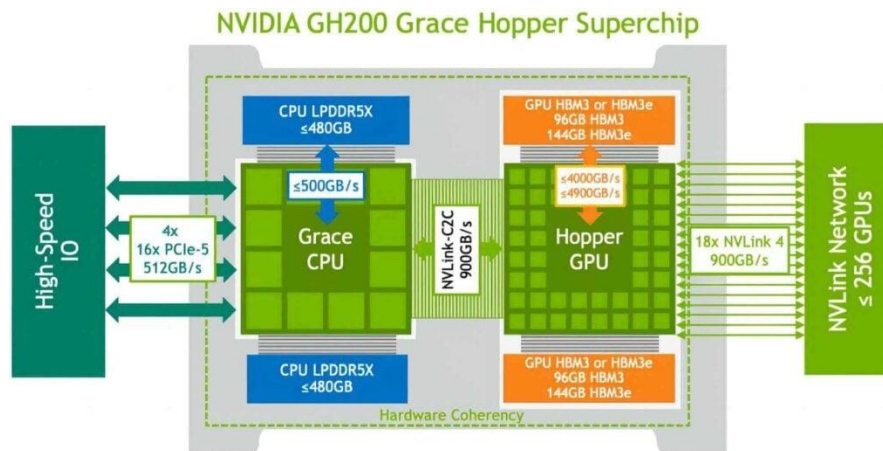 NVIDIA GH200 Grace Hopper Superchip
CPU LPDDR5X
≤480GB
GPU HBM3 or HBM3e
96GB HBM3
144GB HBM3e
≤500GB/s
≤4000GB/s
≤4900GB/s
High-Speed
IO
4x
16x PCIe-5
512GB/s
Grace
CPU
NVLink-C2C
900GB/s
Hopper
GPU
18x NVLink 4
900GB/s
NVLink Network
≤ 256 GPUs
CPU LPDDR5X
≤480GB
GPU HBM3 or HBM3e
96GB HBM3
144GB HBM3e
Hardware Coherency